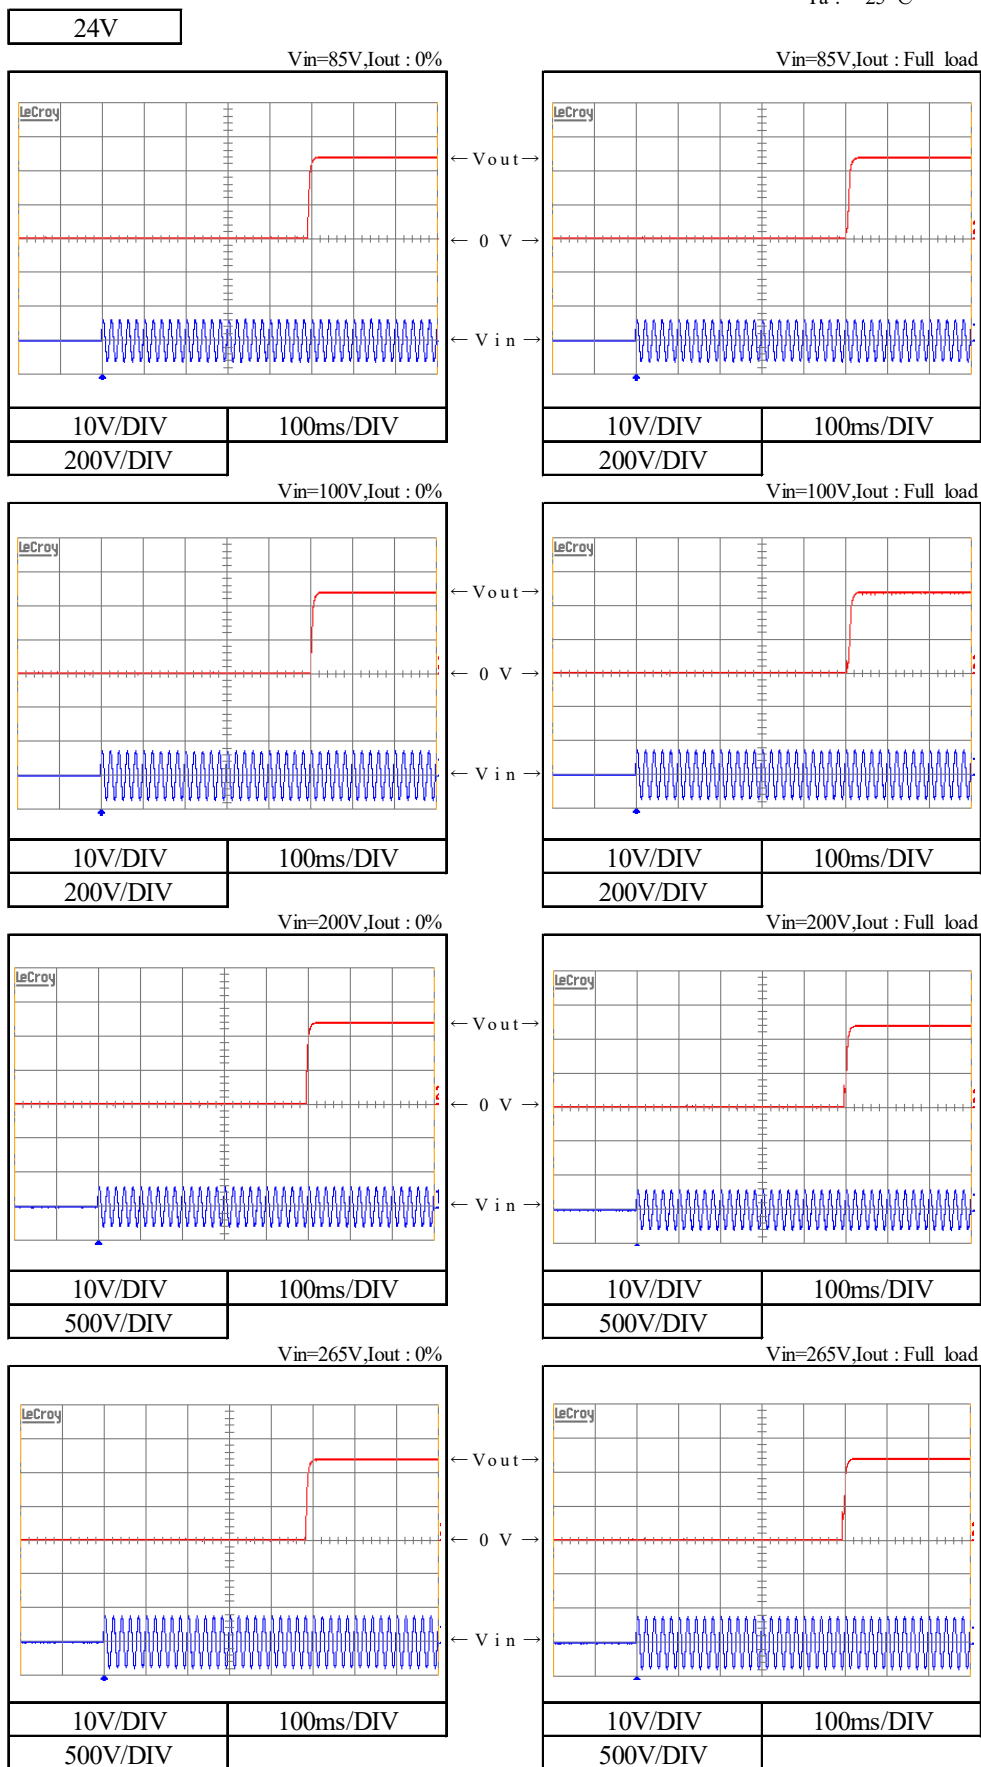 Ta : 25 °C
24V
Vin=85V,Iout : 0%
Vin=85V,Iout : Full load
LeCroy
LeCroy
←Vout→
← 0 V →
← Vin →
10V/DIV 100ms/DIV
10V/DIV 100ms/DIV
200V/DIV
200V/DIV
Vin=100V,Iout : 0%
Vin=100V,Iout : Full load
LeCroy
LeCroy
←Vout→
← 0 V →
← Vin →
10V/DIV 100ms/DIV
10V/DIV 100ms/DIV
200V/DIV
200V/DIV
Vin=200V,Iout : 0%
Vin=200V,Iout : Full load
LeCroy
LeCroy
←Vout→
← 0 V →
← Vin →
10V/DIV 100ms/DIV
10V/DIV 100ms/DIV
500V/DIV
500V/DIV
Vin=265V,Iout : 0%
Vin=265V,Iout : Full load
LeCroy
LeCroy
←Vout→
← 0 V →
← Vin →
10V/DIV 100ms/DIV
10V/DIV 100ms/DIV
500V/DIV
500V/DIV